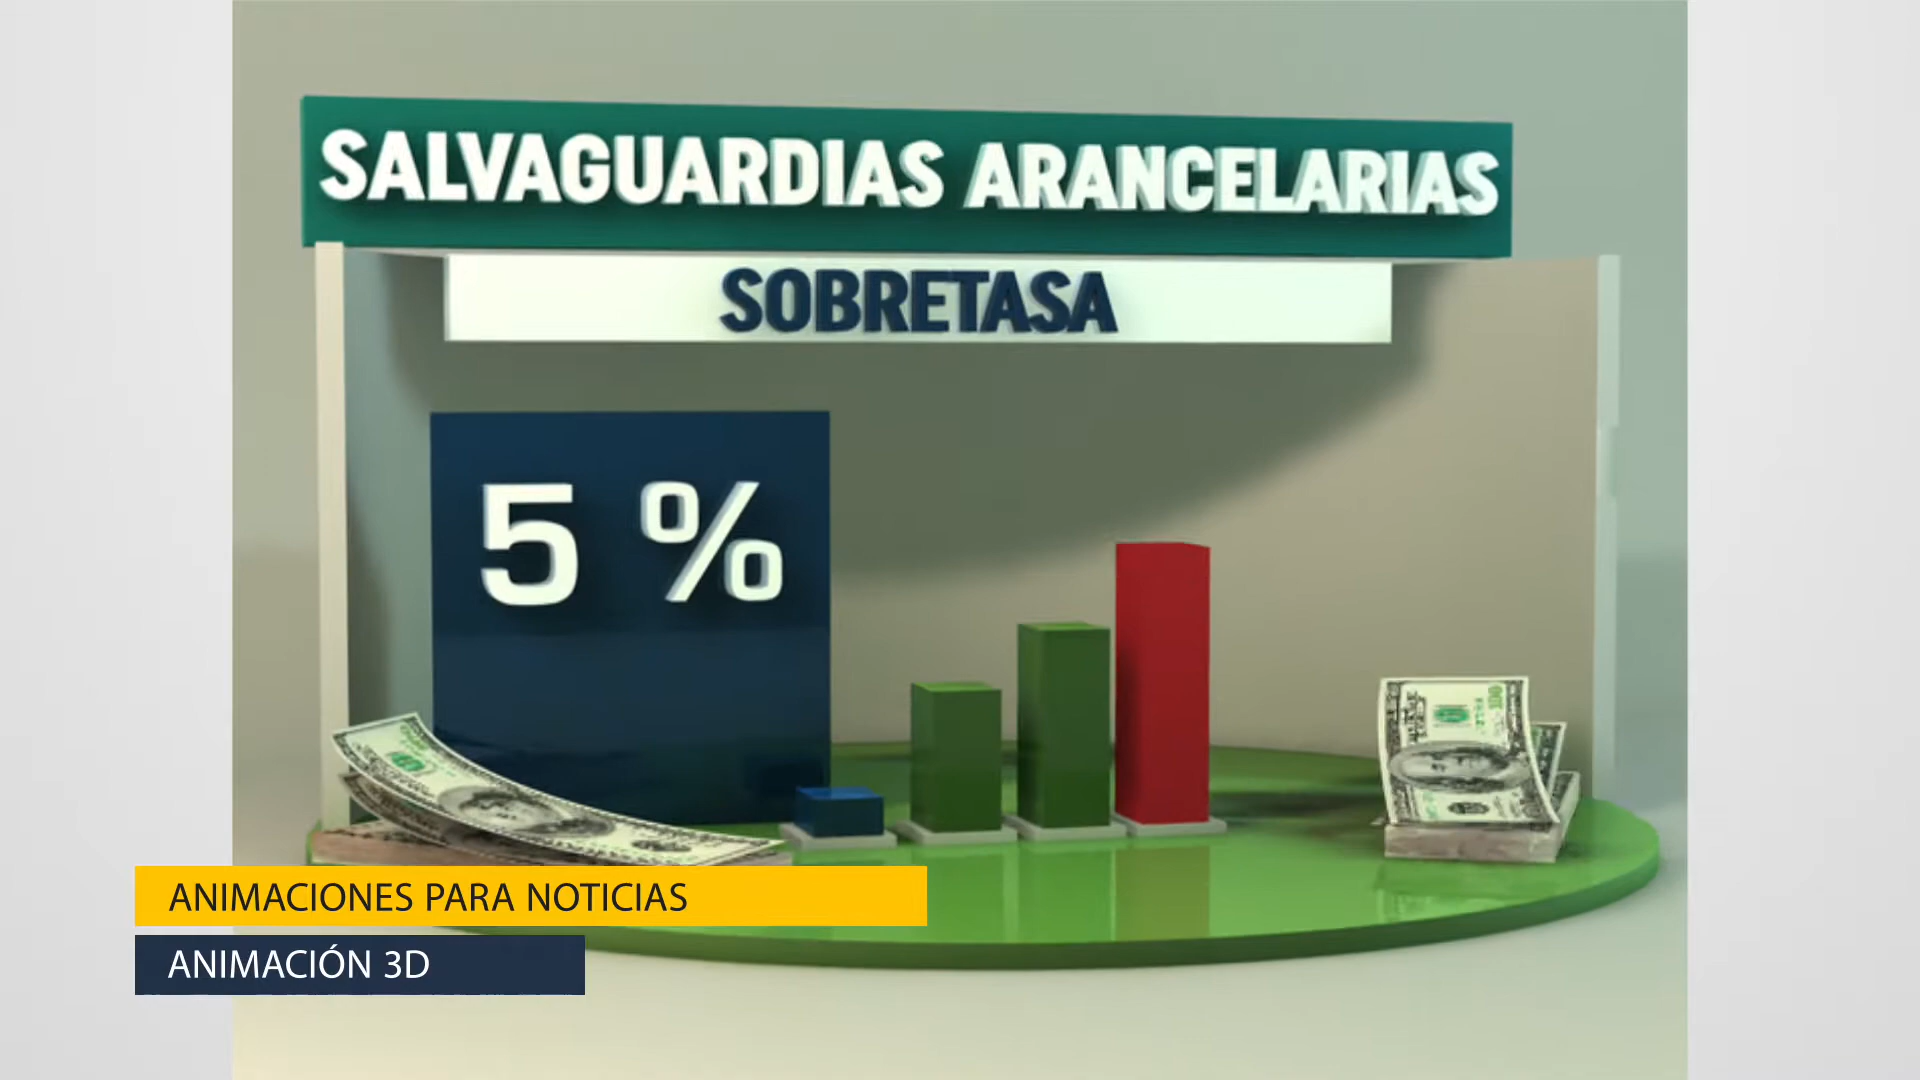 SALVAGUARDIAS ARANCELARIAS
SOBRETASA
5 %
ANIMACIONES PARA NOTICIAS
ANIMACIÓN 3D